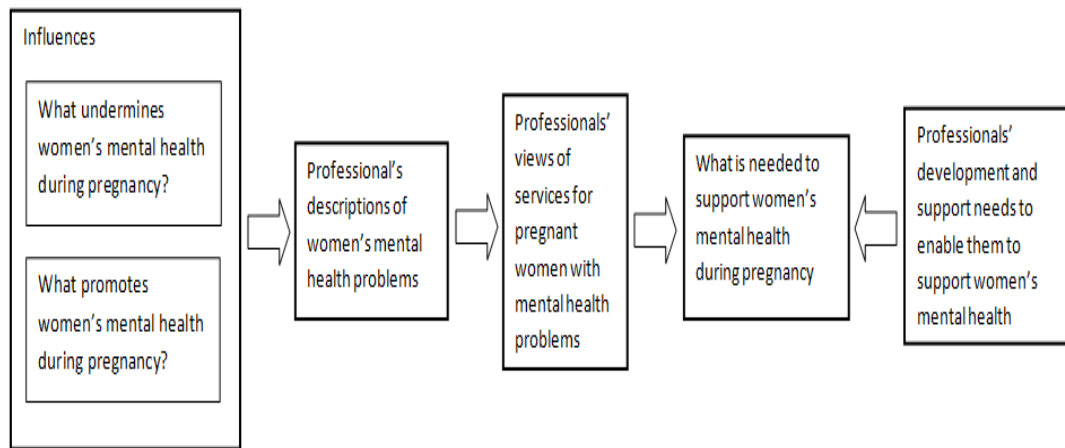 Influences
What undermines
women's mental health
during pregnancy?
What promotes
women's mental health
during pregnancy?
Professional's
descriptions of
women's mental
health problems
Professionals'
views of
services for
pregnant
women with
mental health
problems
What is needed to
support women's
mental health
during pregnancy
Professionals'
development and
support needs to
enable them to
support women's
mental health